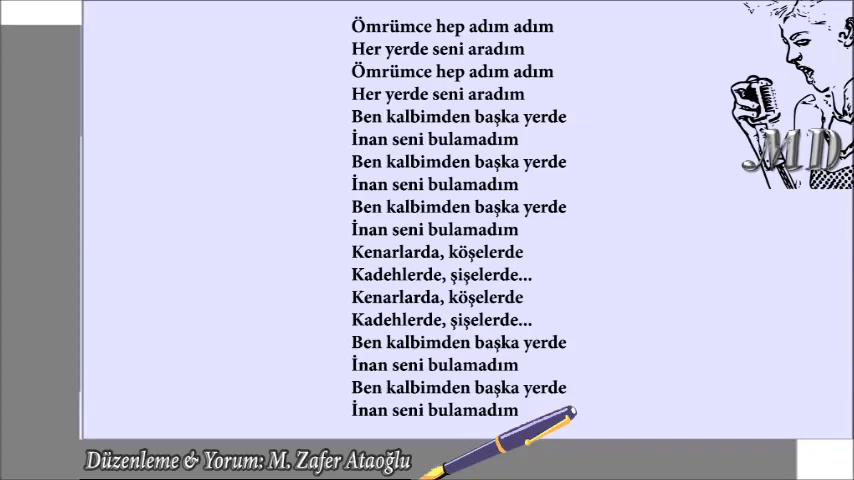 Ömrümce hep adım adım
Her yerde seni aradım
Ömrümce hep adım adım
Her yerde seni aradım
Ben kalbimden başka yerde
İnan seni bulamadım
Ben kalbimden başka yerde
İnan seni bulamadım
Ben kalbimden başka yerde
İnan seni bulamadım
Kenarlarda, köşelerde
Kadehlerde, şişelerde...
Kenarlarda, köşelerde
Kadehlerde, şişelerde...
Ben kalbimden başka yerde
İnan seni bulamadım
Ben kalbimden başka yerde
İnan seni bulamadım
MD
Düzenleme & Yorum: M. Zafer Ataoğlu